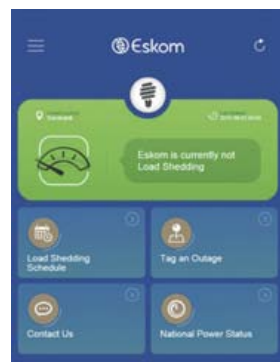 Eskom
Eskom is currently not
Load Shedding
Load Shedding
Schedule
Tag an Outage
Contact Us
National Power Status